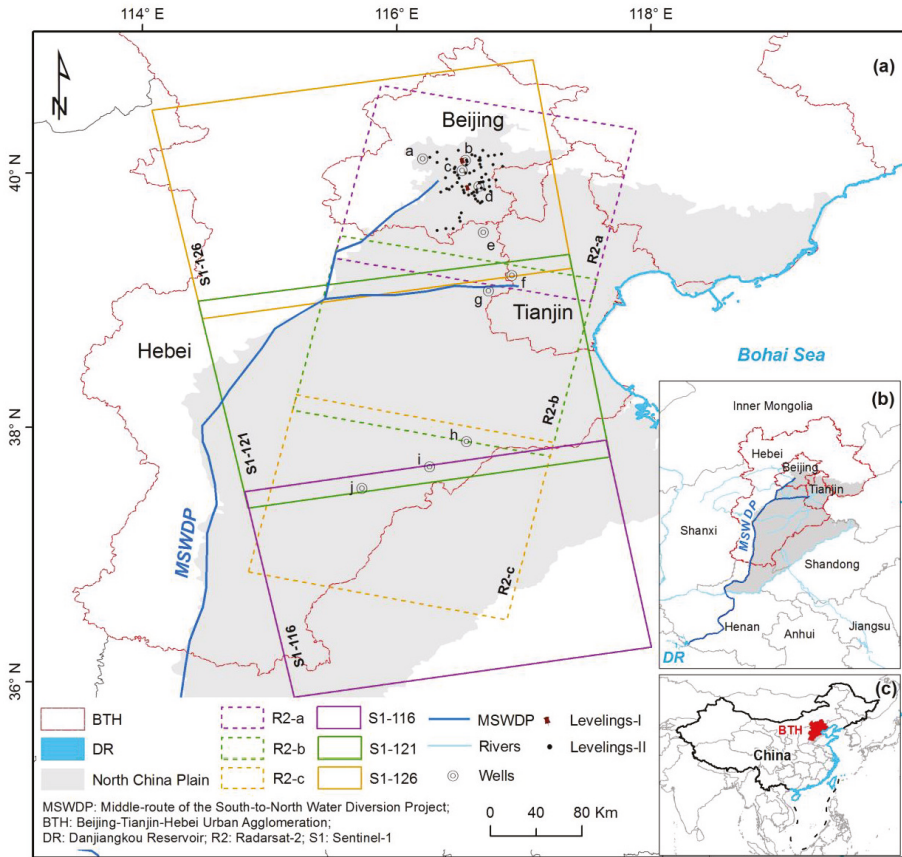 114° E
116° E
118° E
(a)
N
Beijing
a
b
c
d
40° N
e
R2-a
S1-126
f
g
Tianjin
Hebei
Bohai Sea
38° N
R2-b
h
S1-121
i
j
MSWDP
R2-c
S1-116
36° N
(b)
Inner Mongolia
Hebei
Beijing
Tianjin
MSWDP
Shanxi
Shandong
Henan
Anhui
Jiangsu
DR
(c)
BTH
China
BTH
R2-a
S1-116
MSWDP
Levelings-I
DR
R2-b
S1-121
Rivers
Levelings-II
North China Plain
R2-c
S1-126
Wells
MSWDP: Middle-route of the South-to-North Water Diversion Project;
BTH: Beijing-Tianjin-Hebei Urban Agglomeration;
DR: Danjiangkou Reservoir; R2: Radarsat-2; S1: Sentinel-1
0 40 80 Km